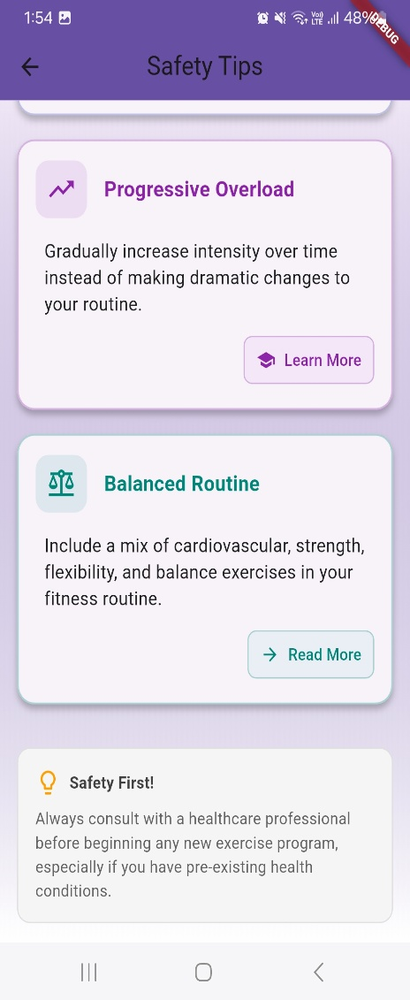 1:54
Vo)) LTE
48%
DEBUG
Safety Tips
Progressive Overload
Gradually increase intensity over time
instead of making dramatic changes to
your routine.
Learn More
Balanced Routine
Include a mix of cardiovascular, strength,
flexibility, and balance exercises in your
fitness routine.
Read More
Safety First!
Always consult with a healthcare professional
before beginning any new exercise program,
especially if you have pre-existing health
conditions.